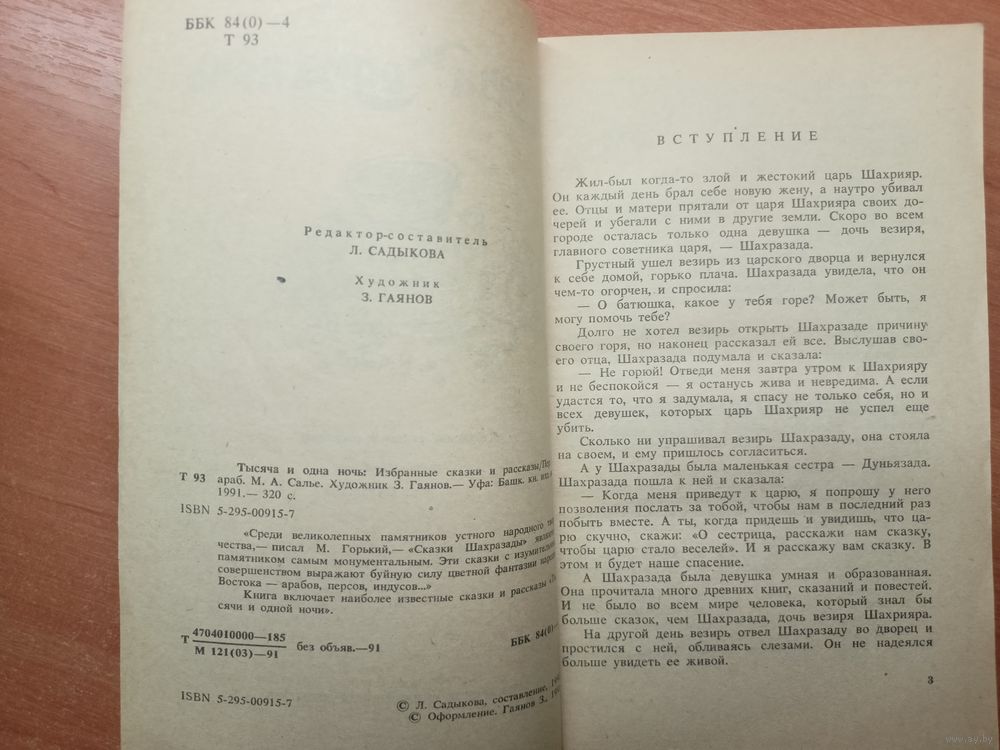 ББК 84(0)—4
Т 93
Редактор-составитель
Л. САДЫКОВА
Художник
З. ГАЯНОВ
Тысяча и одна ночь: Избранные сказки и рассказы/Пер
Т 93 араб. М. А. Салье. Художник З. Гаянов.— Уфа: Башк. кн.
1991.— 320 с.
ISBN 5-295-00915-7
«Среди великолепных памятников устного народного
чества,— писал М. Горький,— «Сказки Шахразады»
памятником самым монументальным. Эти сказки с
совершенством выражают буйную силу цветной фантазии
Востока — арабов, персов, индусов...»
Книга включает наиболее известные сказки и рассказы
сячи и одной ночи».
Т 4704010000—185 без объяв.—91
М 121(03)—91
ББК 84(0)
ISBN 5-295-00915-7
© Л. Садыкова, составление,
© Оформление. Гаянов З.
ВСТУПЛЕНИЕ
Жил-был когда-то злой и жестокий царь Шахрияр.
Он каждый день брал себе новую жену, а наутро убивал
ее. Отцы и матери прятали от царя Шахрияра своих до-
черей и убегали с ними в другие земли. Скоро во всем
городе осталась только одна девушка — дочь везиря,
главного советника царя, — Шахразада.
Грустный ушел везирь из царского дворца и вернулся
к себе домой, горько плача. Шахразада увидела, что он
чем-то огорчен, и спросила:
— О батюшка, какое у тебя горе? Может быть, я
могу помочь тебе?
Долго не хотел везирь открыть Шахразаде причину
своего горя, но наконец рассказал ей все. Выслушав сво-
его отца, Шахразада подумала и сказала:
— Не горюй! Отведи меня завтра утром к Шахрияру
и не беспокойся — я останусь жива и невредима. А если
удастся то, что я задумала, я спасу не только себя, но и
всех девушек, которых царь Шахрияр не успел еще
убить.
Сколько ни упрашивал везирь Шахразаду, она стояла
на своем, и ему пришлось согласиться.
А у Шахразады была маленькая сестра — Дуньязада.
Шахразада пошла к ней и сказала:
— Когда меня приведут к царю, я попрошу у него
позволения послать за тобой, чтобы нам в последний раз
побыть вместе. А ты, когда придешь и увидишь, что ца-
рю скучно, скажи: «О сестрица, расскажи нам сказку,
чтобы царю стало веселей». И я расскажу вам сказку. В
этом и будет наше спасение.
А Шахразада была девушка умная и образованная.
Она прочитала много древних книг, сказаний и повестей.
И не было во всем мире человека, который знал бы
больше сказок, чем Шахразада, дочь везиря Шахрияра.
На другой день везирь отвел Шахразаду во дворец и
простился с ней, обливаясь слезами. Он не надеялся
больше увидеть ее живой.
3
www.ay.by